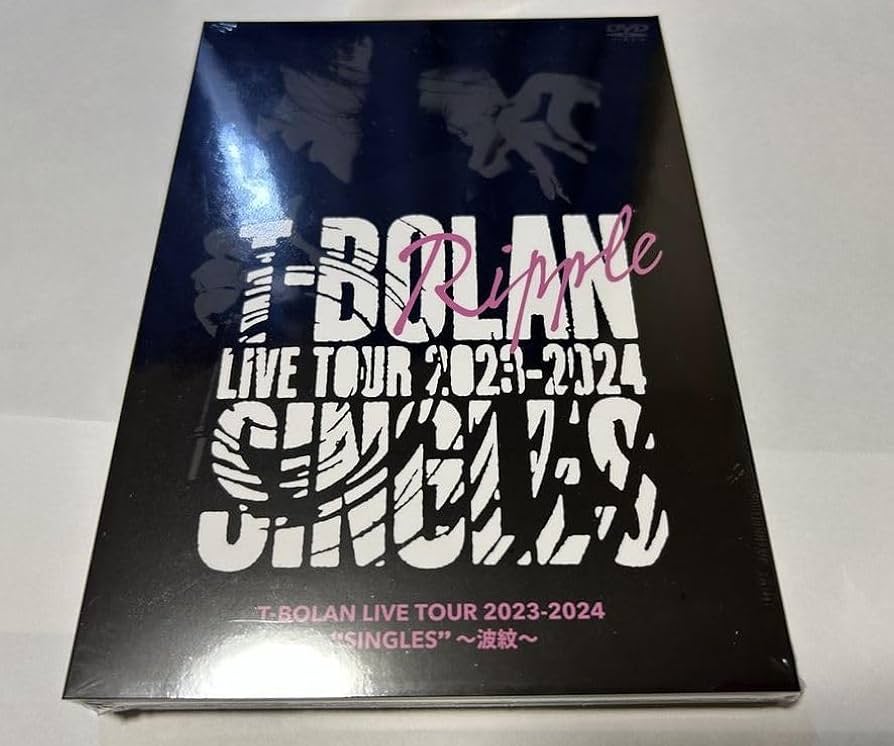 DVD
T-BOLAN
Ripple
LIVE TOUR 2023-2024
SINGLES
T-BOLAN LIVE TOUR 2023-2024
"SINGLES" ～波紋～